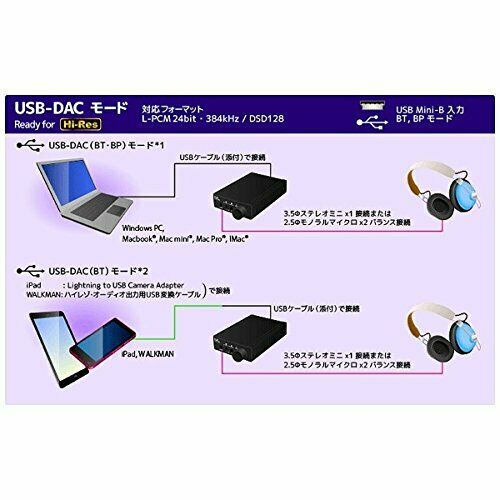 USB-DAC モード
Ready for Hi-Res
対応フォーマット
L-PCM 24bit・384kHz / DSD128
USB Mini-B 入力
BT, BP モード
USB-DAC(BT・BP)モード*1
USBケーブル(添付)で接続
Windows PC,
Macbook®, Mac mini®, Mac Pro®, iMac®
3.5Φステレオミニ x1 接続または
2.5Φモノラルマイクロ x2 バランス接続
USB-DAC(BT)モード*2
iPad : Lightning to USB Camera Adapter
WALKMAN: ハイレゾ・オーディオ出力用USB変換ケーブル
で接続
USBケーブル(添付)で接続
iPad, WALKMAN
3.5Φステレオミニ x1 接続または
2.5Φモノラルマイクロ x2 バランス接続